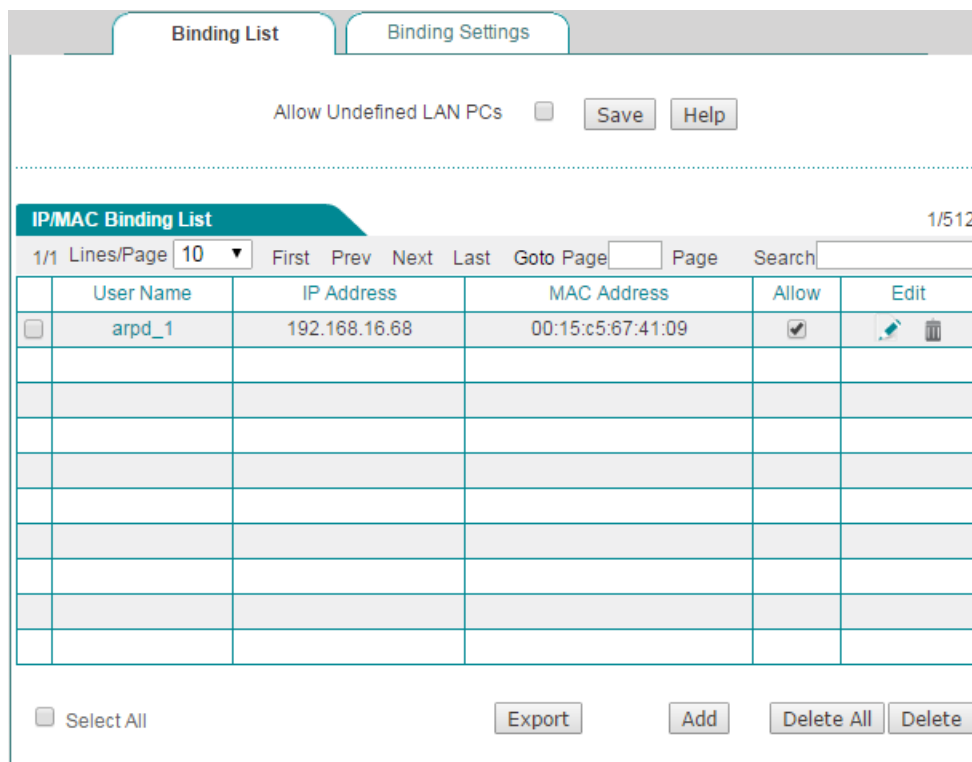 Binding List Binding Settings
Allow Undefined LAN PCs Save Help
IP/MAC Binding List 1/512
1/1 Lines/Page 10 First Prev Next Last Goto Page Page Search
User Name IP Address MAC Address Allow Edit
arpd_1 192.168.16.68 00:15:c5:67:41:09
Select All Export Add Delete All Delete